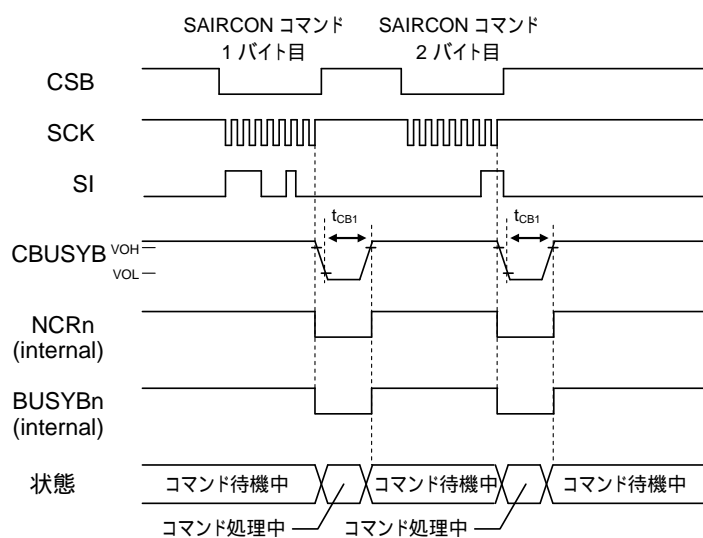 SAIRCON コマンド
1 バイト目
SAIRCON コマンド
2 バイト目
CSB
SCK
SI
tCB1
tCB1
CBUSYB
VOH
VOL
NCRn
(internal)
BUSYBn
(internal)
状態
コマンド待機中
コマンド待機中
コマンド待機中
コマンド処理中
コマンド処理中